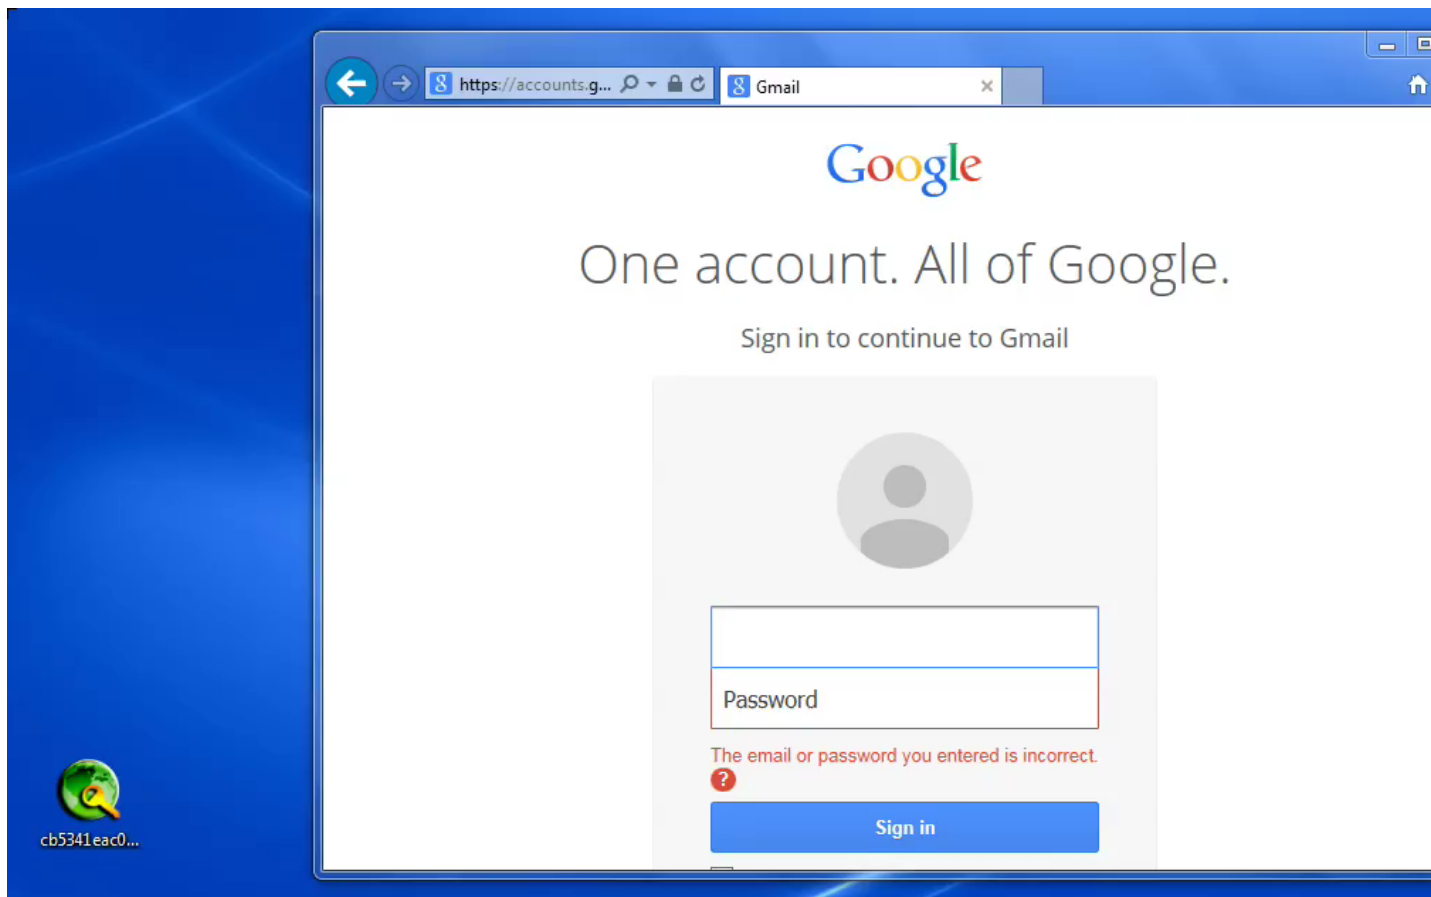 https://accounts.g...
Gmail
Google
One account. All of Google.
Sign in to continue to Gmail
Password
The email or password you entered is incorrect.
?
Sign in
cb5341eac0...